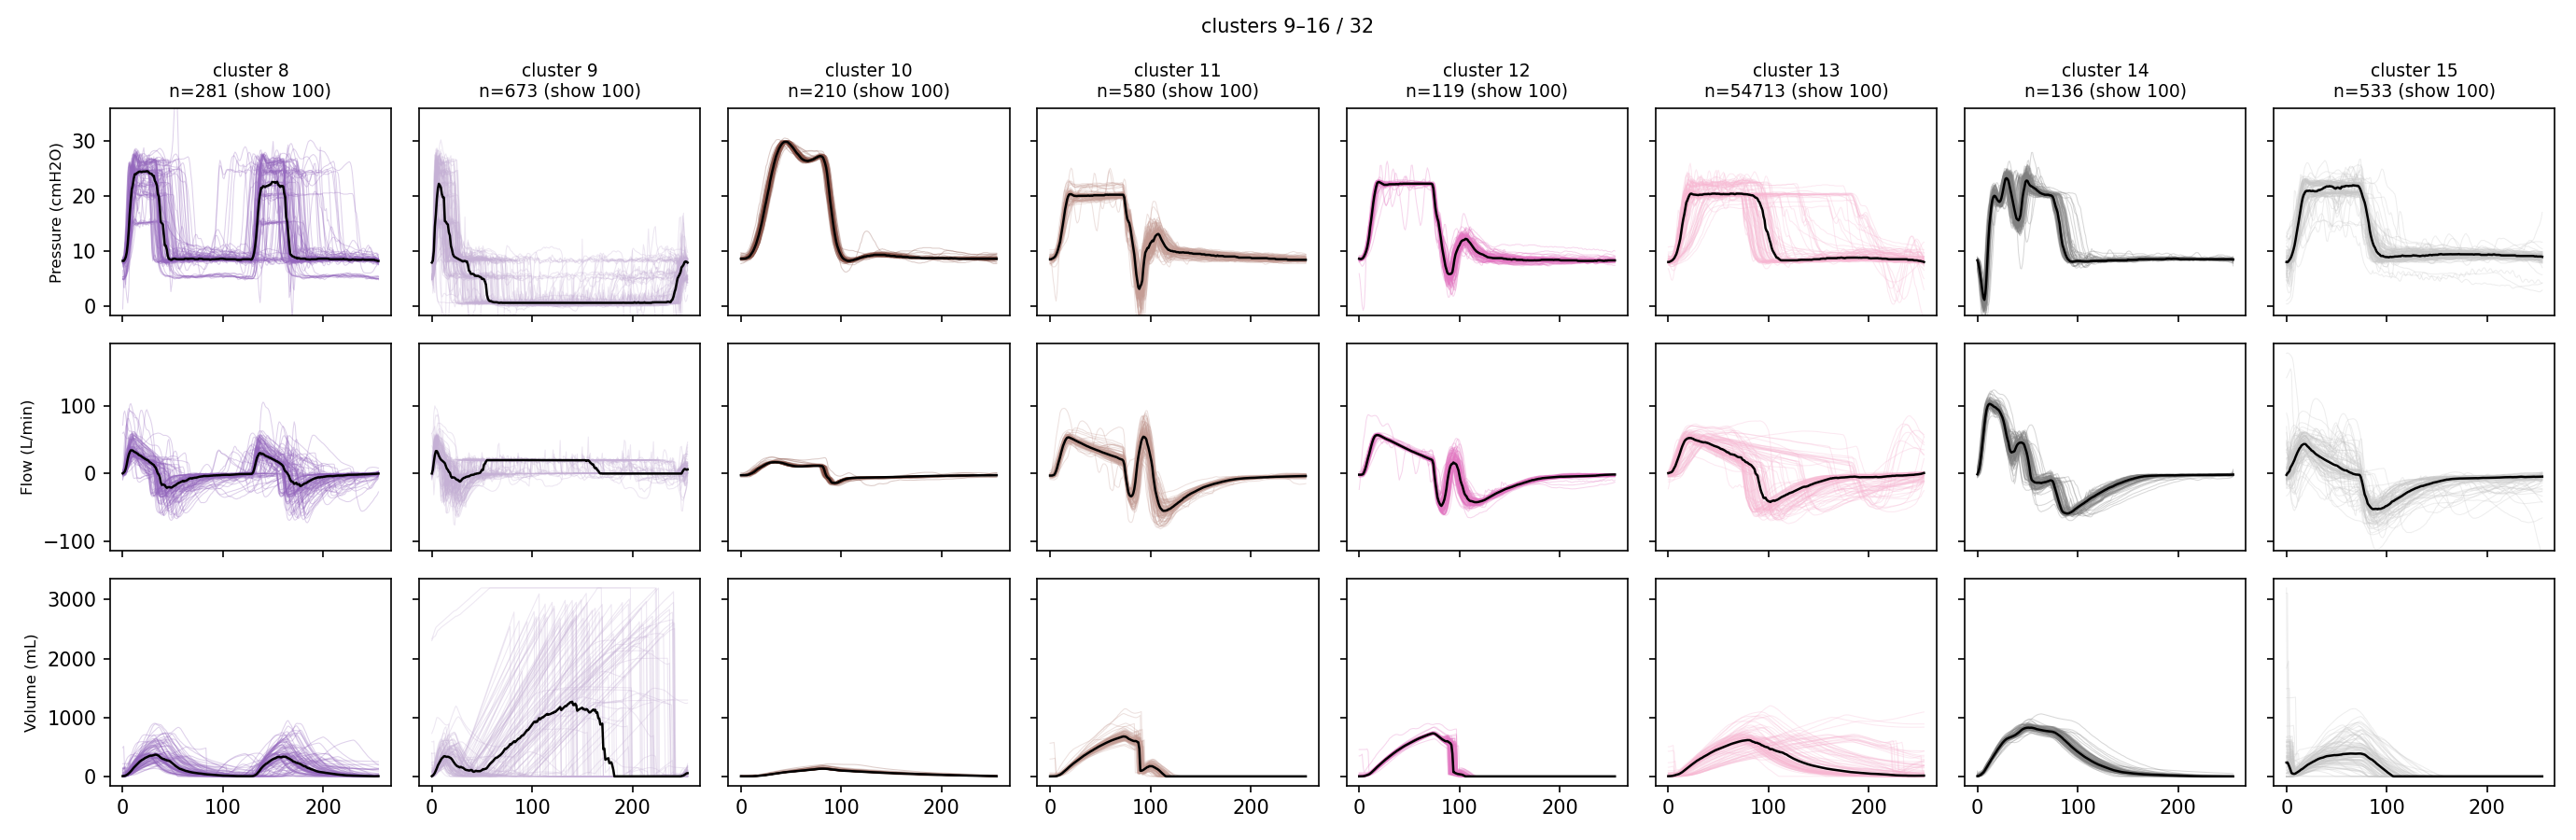 clusters 9–16 / 32
cluster 8 cluster 9 cluster 10 cluster 11 cluster 12 cluster 13 cluster 14 cluster 15
n=281 (show 100) n=673 (show 100) n=210 (show 100) n=580 (show 100) n=119 (show 100) n=54713 (show 100) n=136 (show 100) n=533 (show 100)
Pressure (cmH2O)
30
20
10
0
Flow (L/min)
100
0
−100
Volume (mL)
3000
2000
1000
0
0 100 200 0 100 200 0 100 200 0 100 200 0 100 200 0 100 200 0 100 200 0 100 200